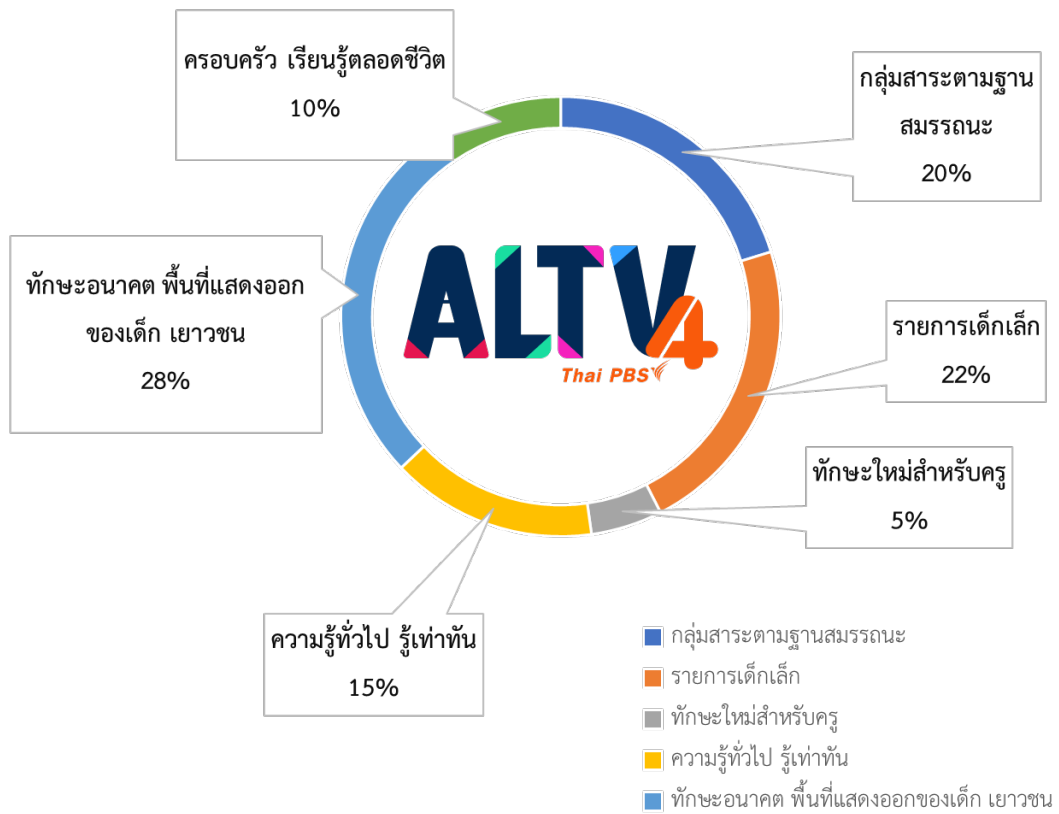 ครอบครัว เรียนรู้ตลอดชีวิต
10%
กลุ่มสาระตามฐาน
สมรรถนะ
20%
ทักษะอนาคต พื้นที่แสดงออก
ของเด็ก เยาวชน
28%
ALTV4
Thai PBS
รายการเด็กเล็ก
22%
ทักษะใหม่สำหรับครู
5%
ความรู้ทั่วไป รู้เท่าทัน
15%
กลุ่มสาระตามฐานสมรรถนะ
รายการเด็กเล็ก
ทักษะใหม่สำหรับครู
ความรู้ทั่วไป รู้เท่าทัน
ทักษะอนาคต พื้นที่แสดงออกของเด็ก เยาวชน